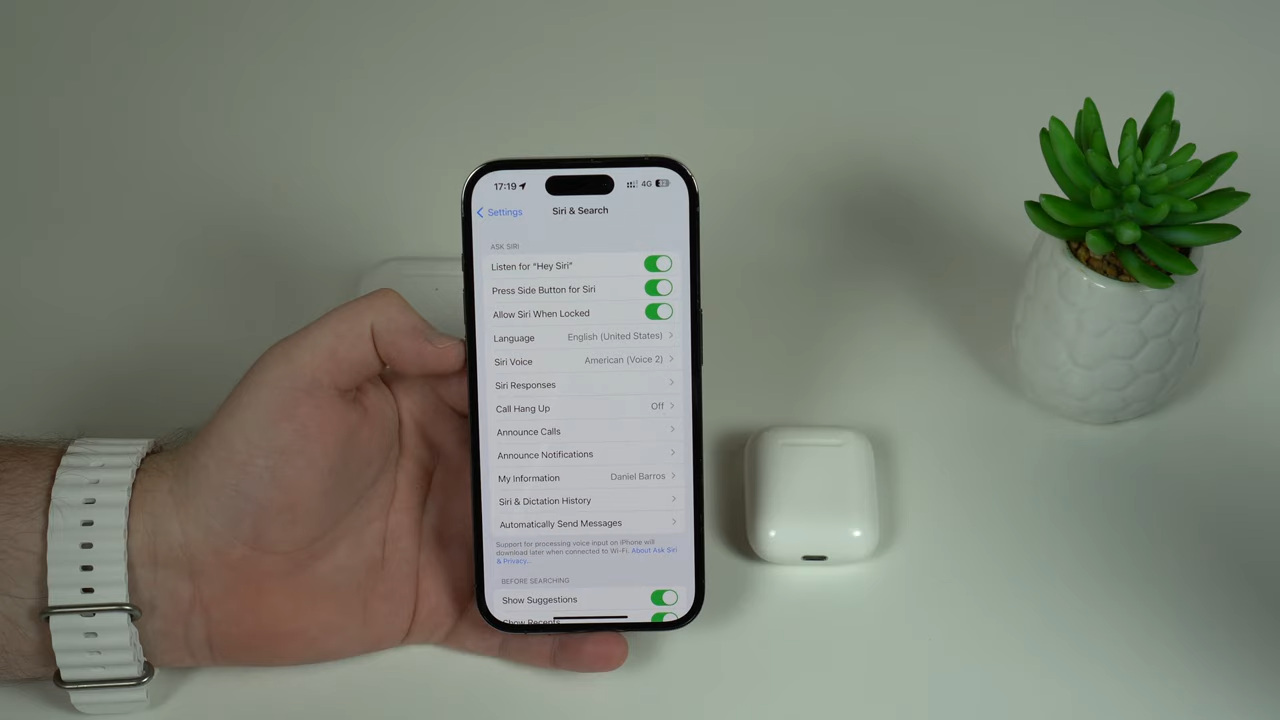 17:19 4G 32
Settings Siri & Search
ASK SIRI
Listen for "Hey Siri"
Press Side Button for Siri
Allow Siri When Locked
Language English (United States)
Siri Voice American (Voice 2)
Siri Responses
Call Hang Up Off
Announce Calls
Announce Notifications
My Information Daniel Barros
Siri & Dictation History
Automatically Send Messages
Support for processing voice input on iPhone will
download later when connected to Wi-Fi. About Ask Siri
& Privacy...
BEFORE SEARCHING
Show Suggestions
Show Recents